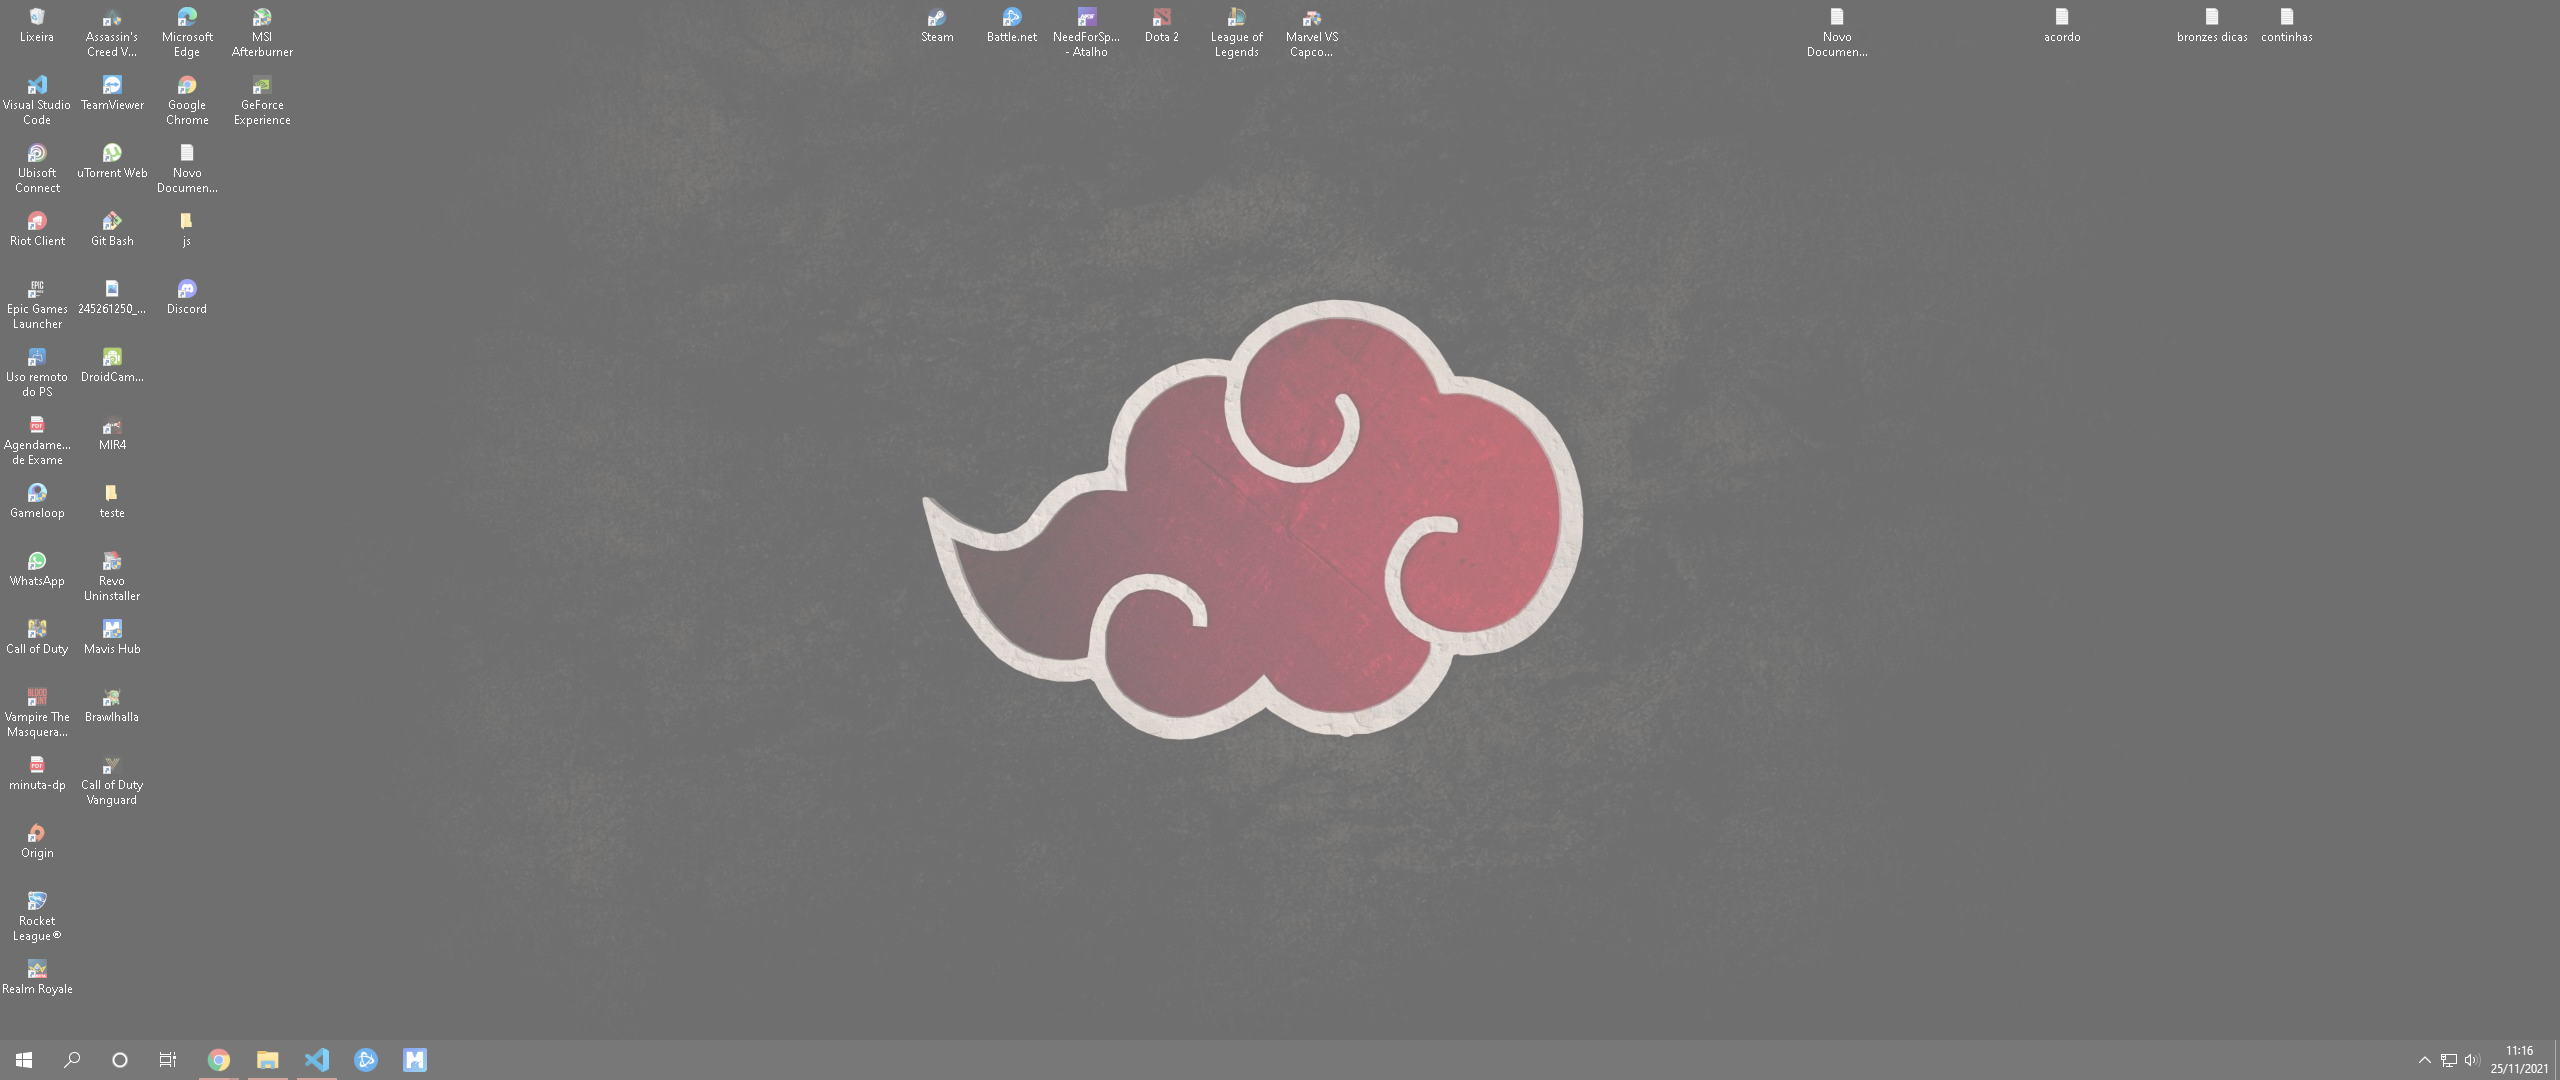 Lixeira
Assassin's
Creed V...
Microsoft
Edge
MSI
Afterburner
Steam
Battle.net
NeedForSp...
- Atalho
Dota 2
League of
Legends
Marvel VS
Capco...
Novo
Documen...
acordo
bronzes dicas
continhas
Visual Studio
Code
TeamViewer
Google
Chrome
GeForce
Experience
Ubisoft
Connect
uTorrent Web
Novo
Documen...
Riot Client
Git Bash
js
Epic Games
Launcher
245261250_...
Discord
Uso remoto
do PS
DroidCam...
Agendame...
de Exame
MIR4
Gameloop
teste
WhatsApp
Revo
Uninstaller
Call of Duty
Mavis Hub
Vampire The
Masquera...
Brawlhalla
minuta-dp
Call of Duty
Vanguard
Origin
Rocket
League®
Realm Royale
11:16
25/11/2021